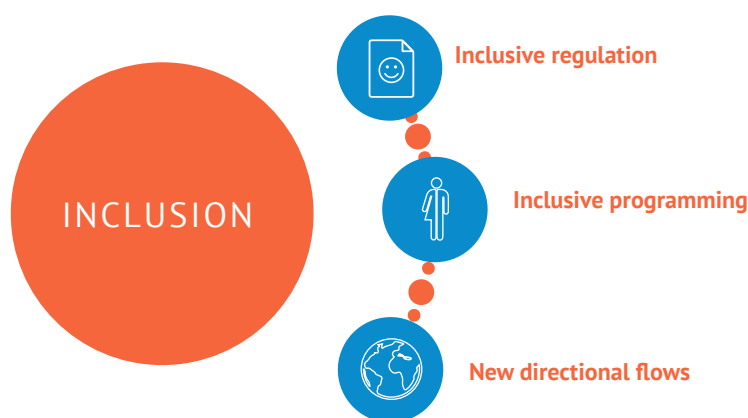 Inclusive regulation
INCLUSION
Inclusive programming
New directional flows